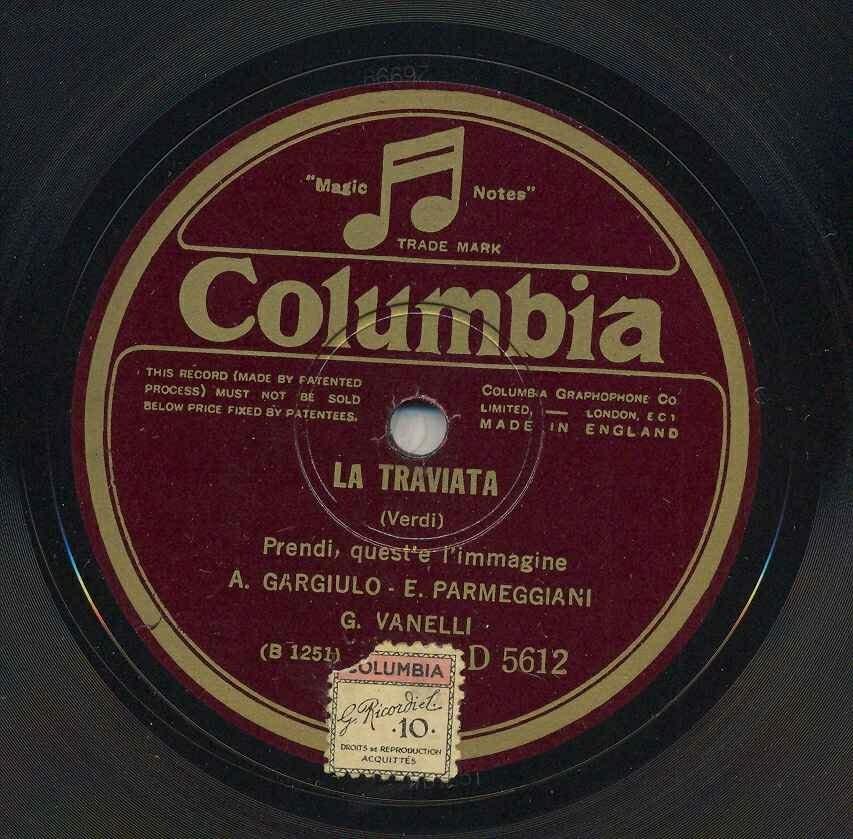 "Magic Notes"
TRADE MARK
Columbia
THIS RECORD (MADE BY PATENTED
PROCESS) MUST NOT BE SOLD
BELOW PRICE FIXED BY PATENTEES.
COLUMBIA GRAPHOPHONE CO
LIMITED, — LONDON, EC1
MADE IN ENGLAND
LA TRAVIATA
(Verdi)
Prendi, quest'e l'immagine
A. GARGIULO - E. PARMEGGIANI
G. VANELLI
(B 1251) D 5612
COLUMBIA
G. Ricordi
·10·
DROITS DE REPRODUCTION
ACQUITTÉS